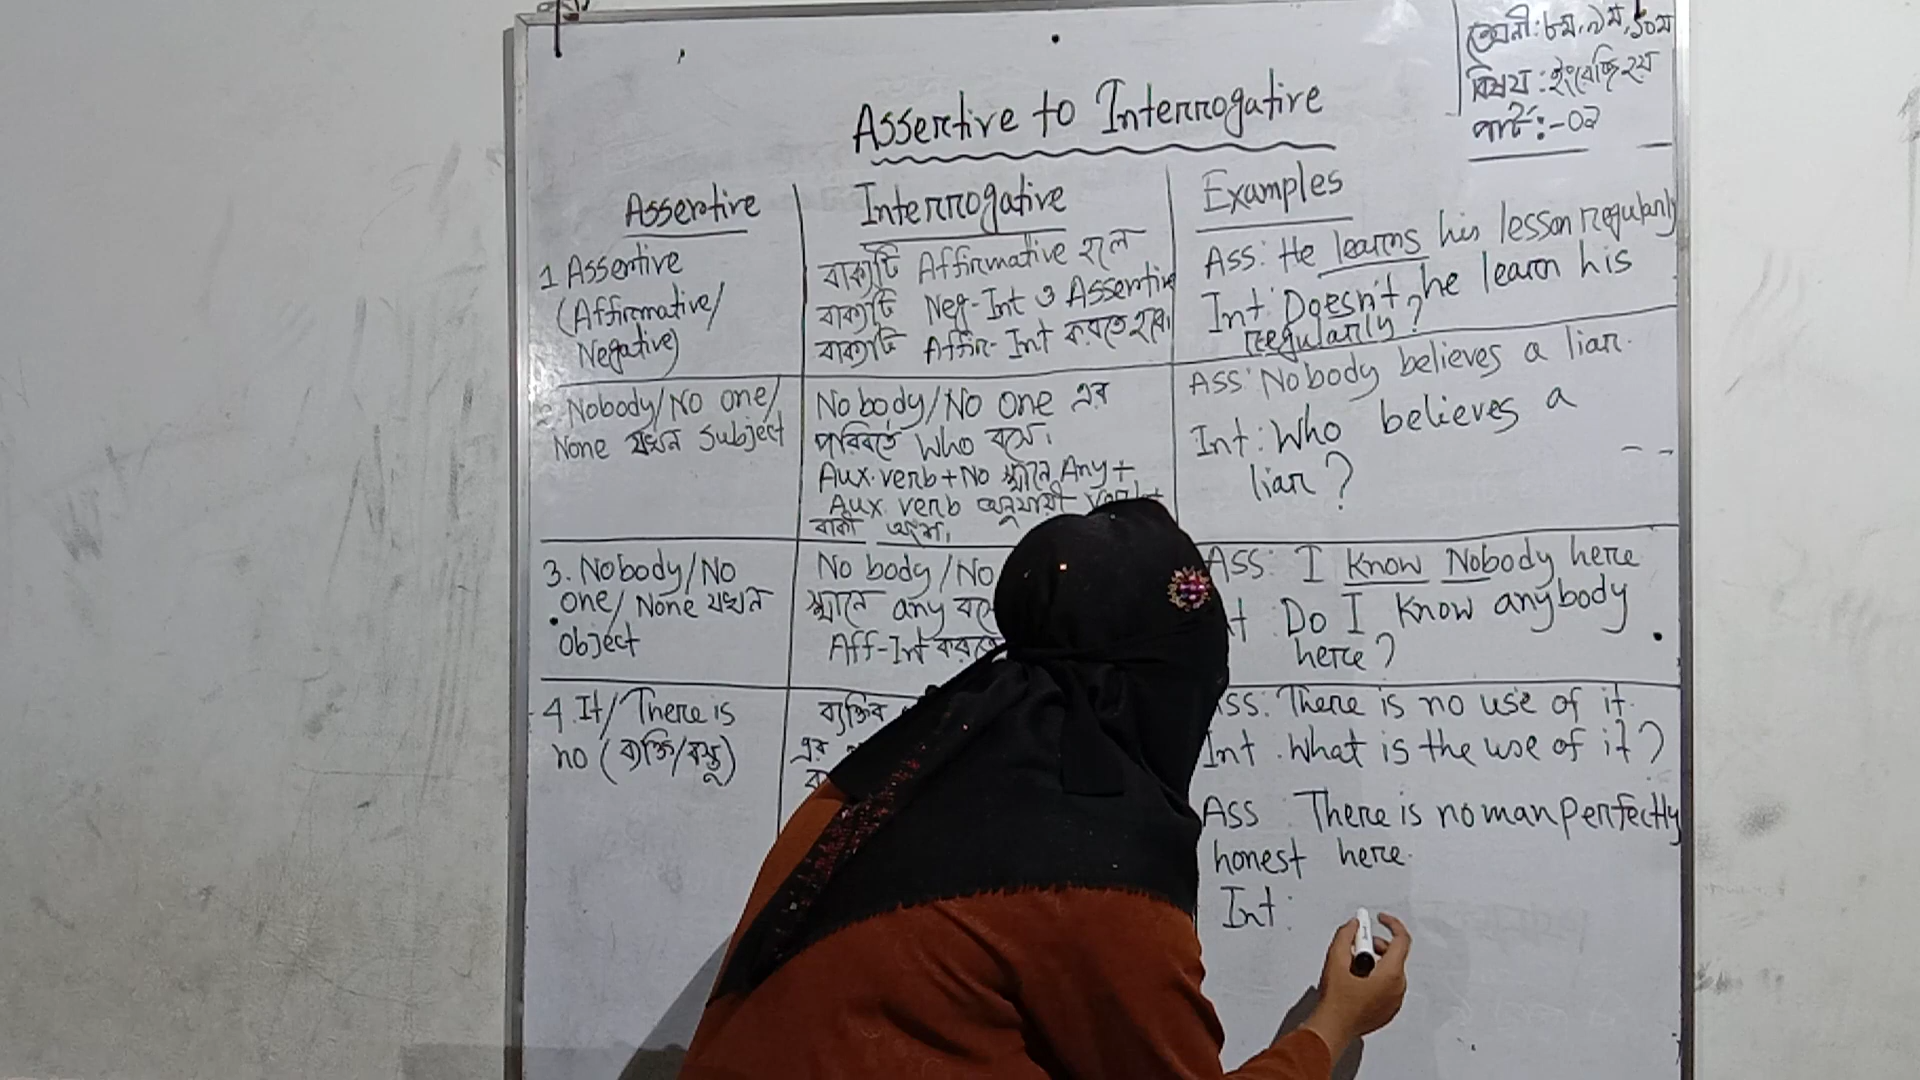 শ্রেনী: ৮ম, ৯ম, ১০ম
বিষয়: ইংরেজি ২য়
পার্ট:-০২
Assertive to Interrogative
Assertive
1 Assertive
(Affirmative/
Negative)
Interrogative
বাক্যটি Affirmative হলে
বাক্যটি Neg-Int ও Assertive
বাক্যটি Affir-Int করতে হবে।
Examples
Ass: He learns his lesson regularly
Int: Doesn't he learn his
regularly?
2 Nobody/No one/
None যখন Subject
Nobody/No one এর
পরিবর্তে Who বসে।
Aux. verb+No স্থানে Any+
Aux. verb অনুযায়ী verb+
বাকী অংশ।
Ass: Nobody believes a liar.
Int: Who believes a
liar?
3. Nobody/No
one/None যখন
Object
No body/No
স্থানে any বসে
Aff-Int করতে
Ass: I Know Nobody here
Do I know anybody
here?
4. It/There is
no (ব্যক্তি/বস্তু)
ব্যক্তির
এর
Ass: There is no use of it.
Int. What is the use of it?
Ass There is no man perfectly
honest here.
Int: